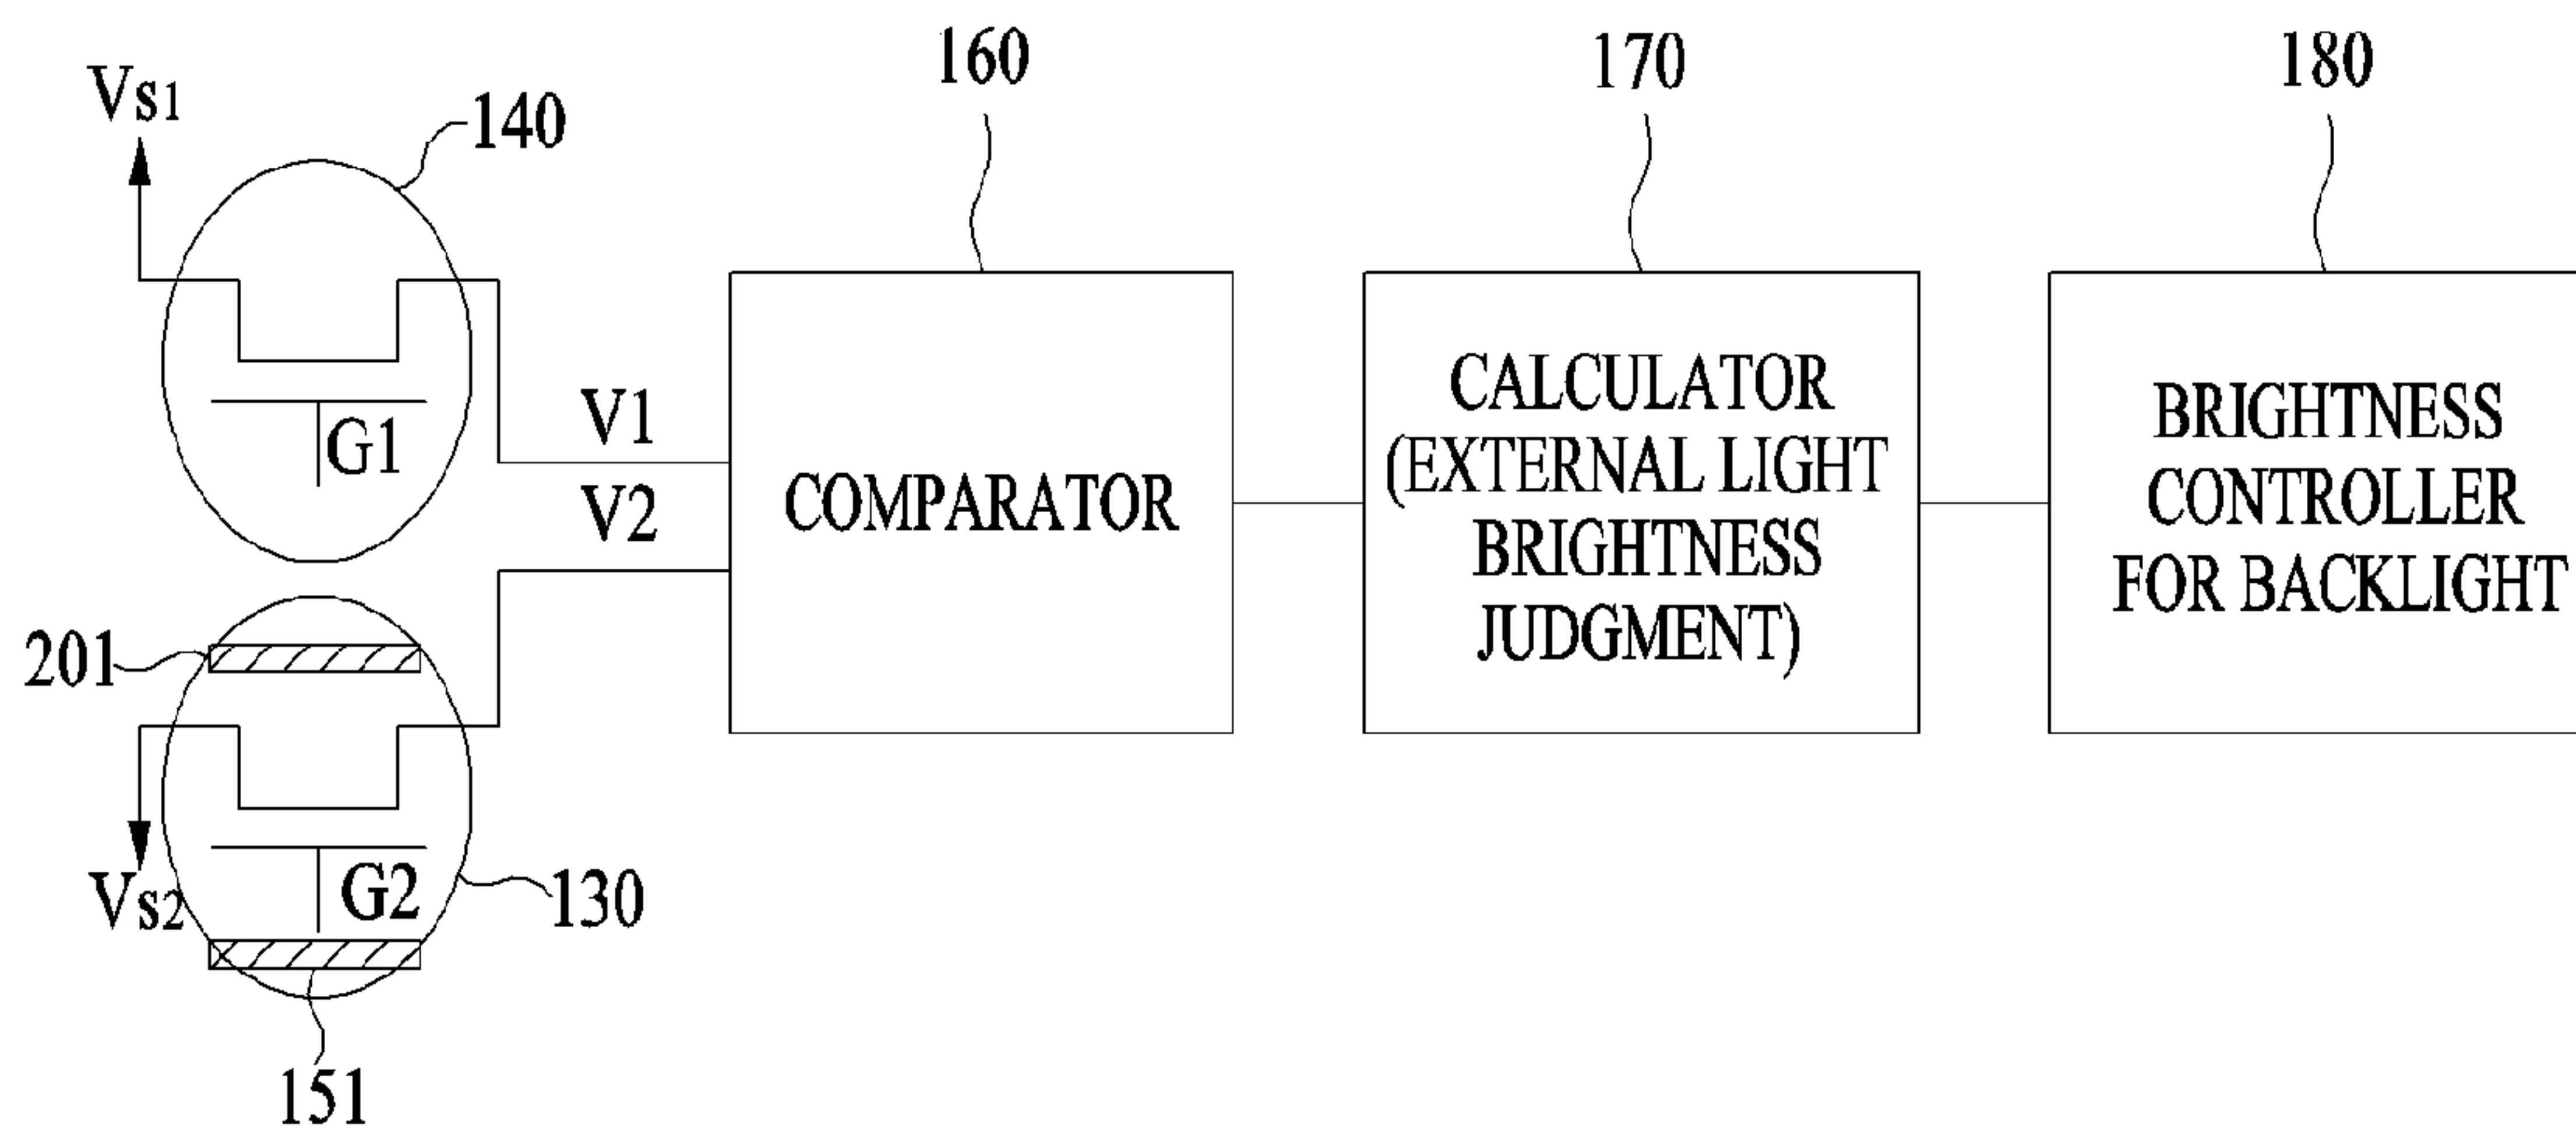 160
170
180
Vs1
140
G1
V1
V2
COMPARATOR
CALCULATOR
(EXTERNAL LIGHT
BRIGHTNESS
JUDGMENT)
BRIGHTNESS
CONTROLLER
FOR BACKLIGHT
201
Vs2
G2
130
151